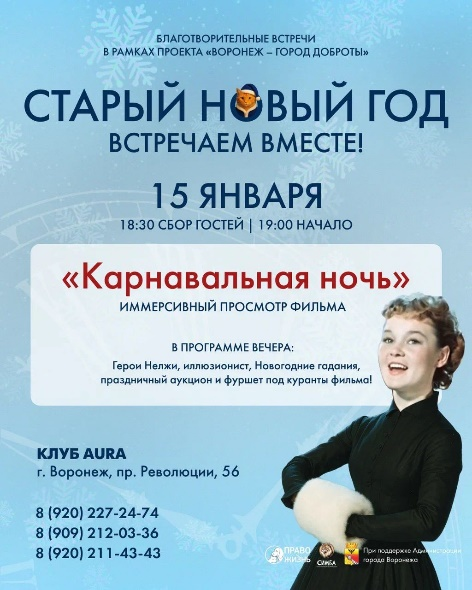 БЛАГОТВОРИТЕЛЬНЫЕ ВСТРЕЧИ
В РАМКАХ ПРОЕКТА «ВОРОНЕЖ – ГОРОД ДОБРОТЫ»
СТАРЫЙ НОВЫЙ ГОД
ВСТРЕЧАЕМ ВМЕСТЕ!
15 ЯНВАРЯ
18:30 СБОР ГОСТЕЙ | 19:00 НАЧАЛО
«Карнавальная ночь»
ИММЕРСИВНЫЙ ПРОСМОТР ФИЛЬМА
В ПРОГРАММЕ ВЕЧЕРА:
Герои Нелжи, иллюзионист, Новогодние гадания,
праздничный аукцион и фуршет под куранты фильма!
КЛУБ AURA
г. Воронеж, пр. Революции, 56
8 (920) 227-24-74
8 (909) 212-03-36
8 (920) 211-43-43
ПРАВО
ЖИЗНЬ
СИМБА
При поддержке Администрации
города Воронежа